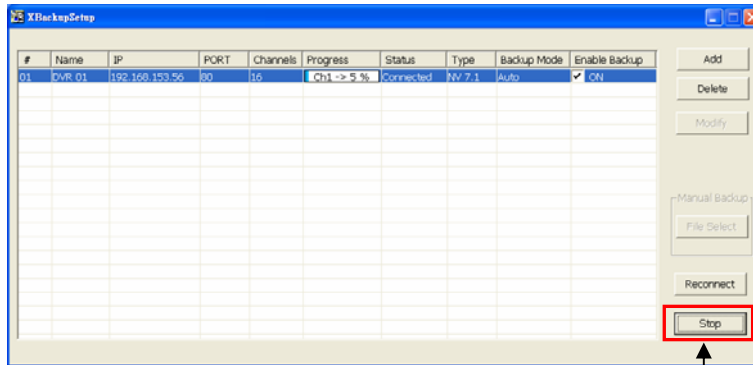 XBackupSetup
# Name IP PORT Channels Progress Status Type Backup Mode Enable Backup
01 DVR 01 192.168.153.56 80 16 Ch1 -> 5 % Connected NV 7.1 Auto ON
Add
Delete
Modify
Manual Backup
File Select
Reconnect
Stop